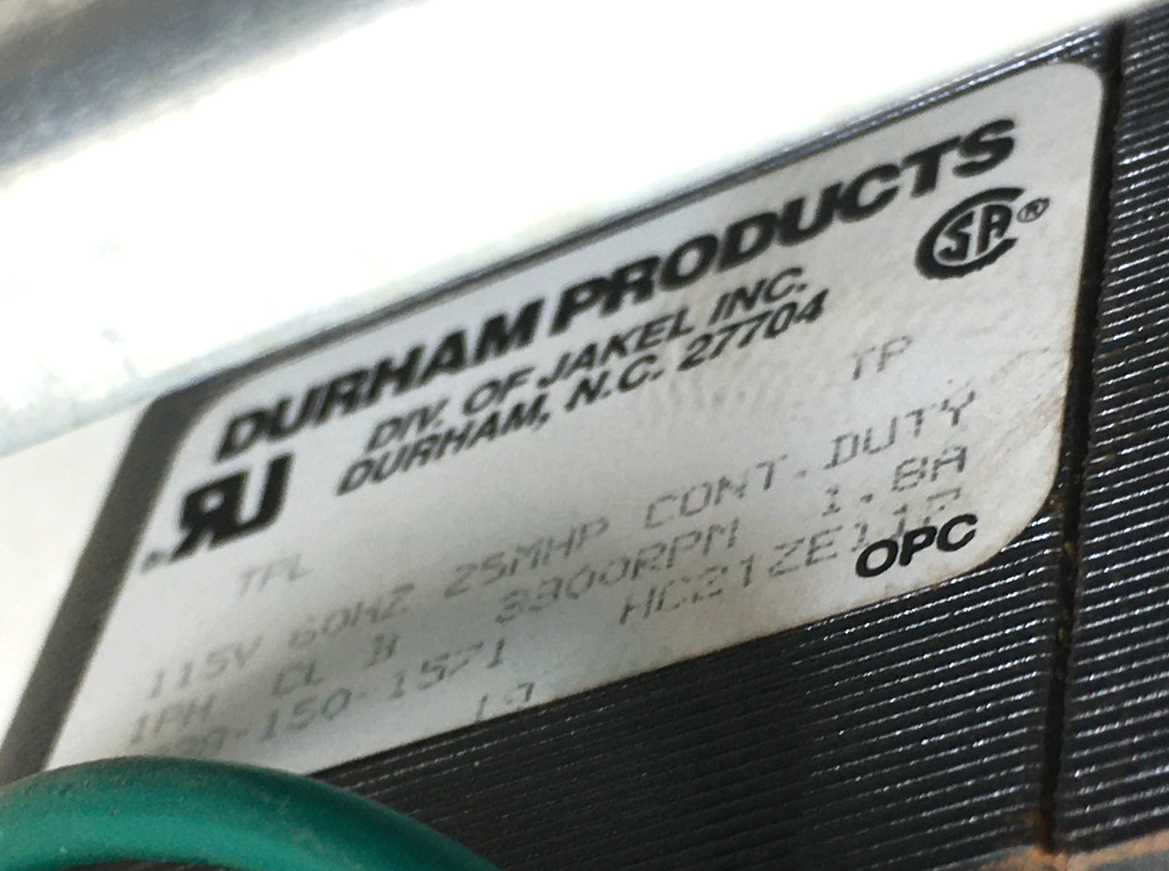 DURHAM PRODUCTS
DIV. OF JAKEL INC.
DURHAM, N.C. 27704
CSA®
TPL TP
115V 60HZ 25MHP CONT. DUTY
1PH CL B 3300RPM 1.8A
OPC